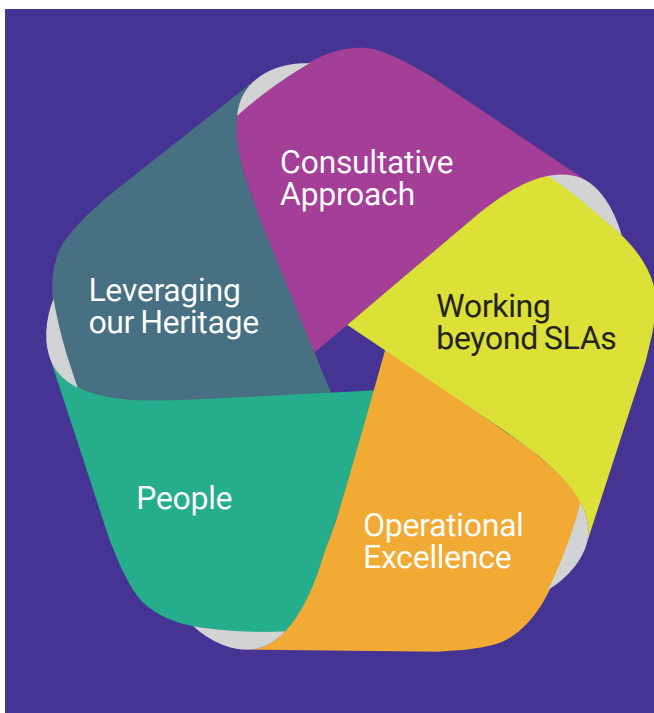 Consultative
Approach
Leveraging
our Heritage
Working
beyond SLAs
People
Operational
Excellence